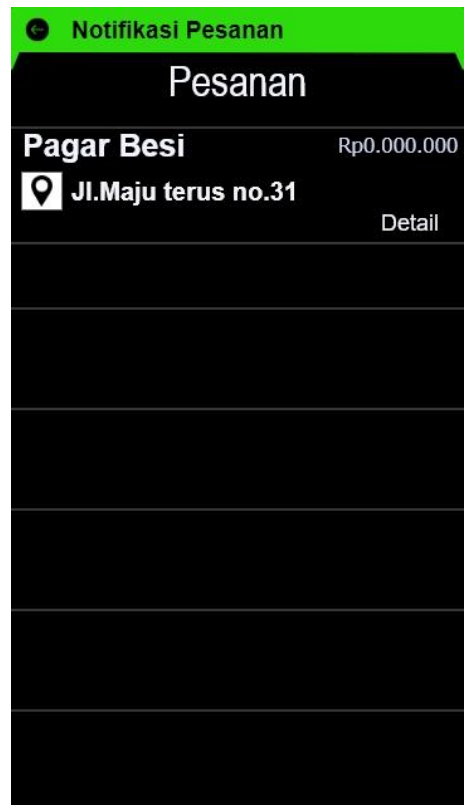 Notifikasi Pesanan
Pesanan
Pagar Besi Rp0.000.000
Jl.Maju terus no.31
Detail